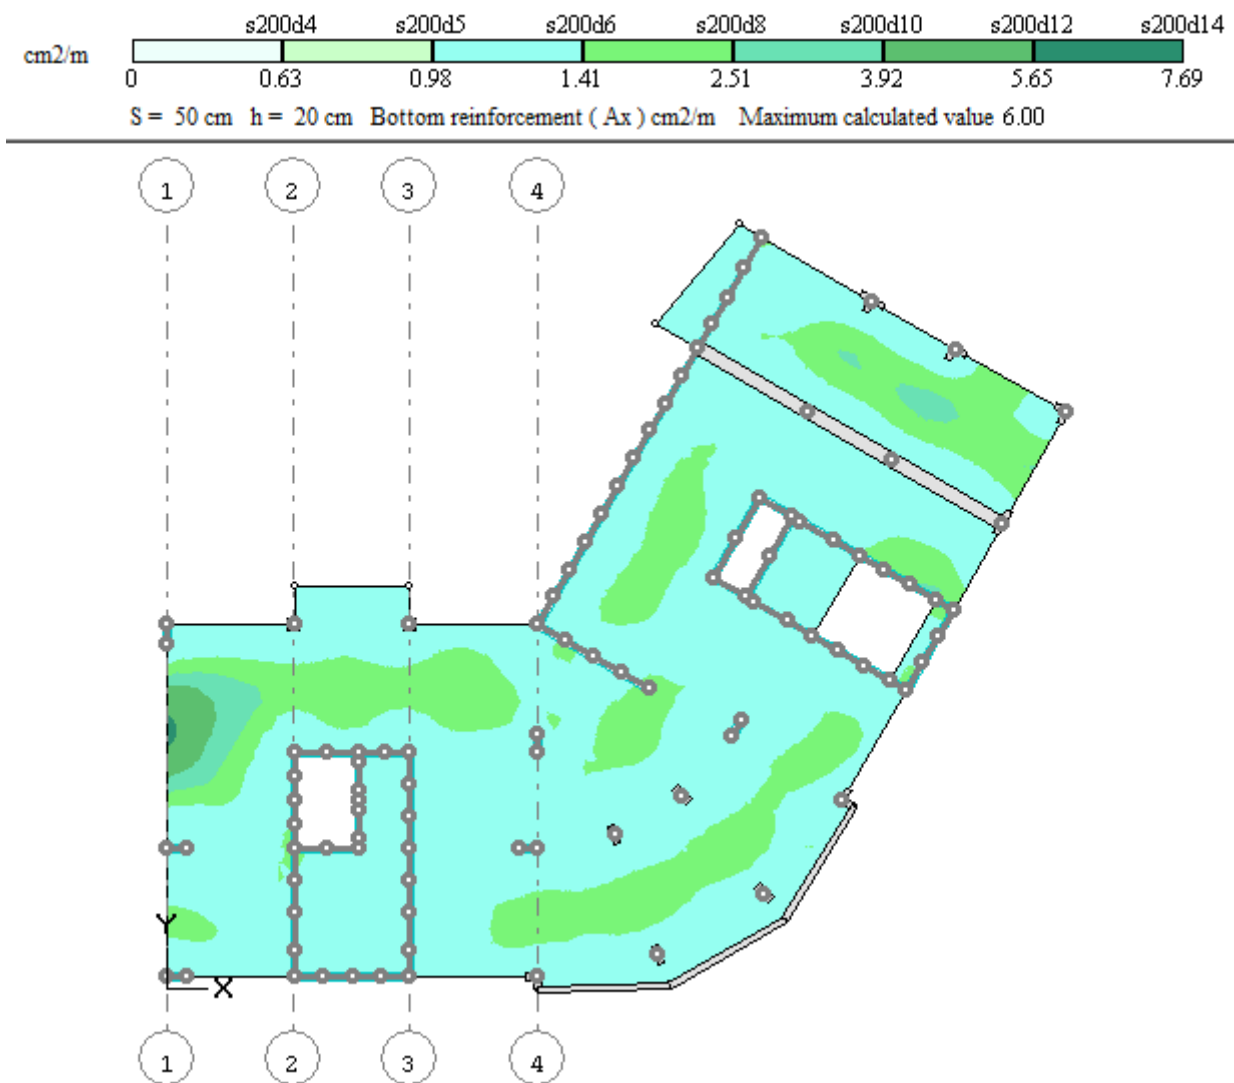 s200d4 s200d5 s200d6 s200d8 s200d10 s200d12 s200d14
cm2/m
0 0.63 0.98 1.41 2.51 3.92 5.65 7.69
S = 50 cm h = 20 cm Bottom reinforcement ( Ax ) cm2/m Maximum calculated value 6.00
1 2 3 4
Y
X
1 2 3 4